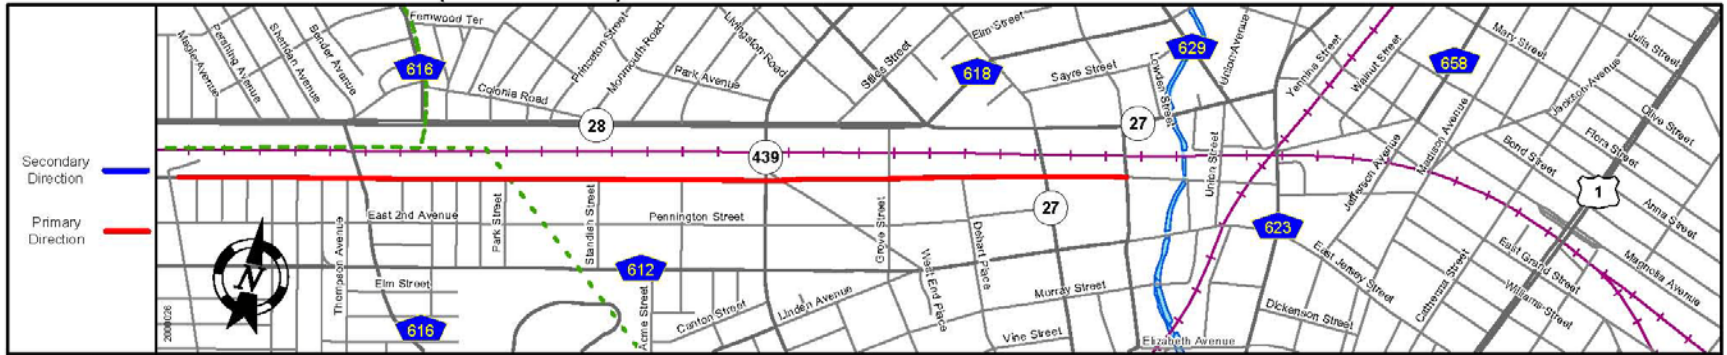 Secondary
Direction
Primary
Direction
Magie Avenue
Pershing Avenue
Sheridan Avenue
Bender Avenue
Fernwood Ter
616
Colonia Road
Princeton Street
Monmouth Road
Livingston Road
Park Avenue
Stiles Street
618
Elm Street
Sayre Street
Lowden Street
629
Union Avenue
Yennina Street
Walnut Street
658
Mary Street
Julia Street
Jackson Avenue
Olive Street
28
27
439
Union Street
Jefferson Avenue
Madison Avenue
Bond Street
Flora Street
1
Anna Street
Thompson Avenue
East 2nd Avenue
Park Street
Standish Street
Pennington Street
Grove Street
27
Dehart Place
623
N
612
West End Place
East Jersey Street
Catherine Street
East Grand Street
Magnolia Avenue
Williams Street
2000026
Elm Street
616
Acme Street
Canton Street
Linden Avenue
Murray Street
Vine Street
Dickenson Street
Elizabeth Avenue